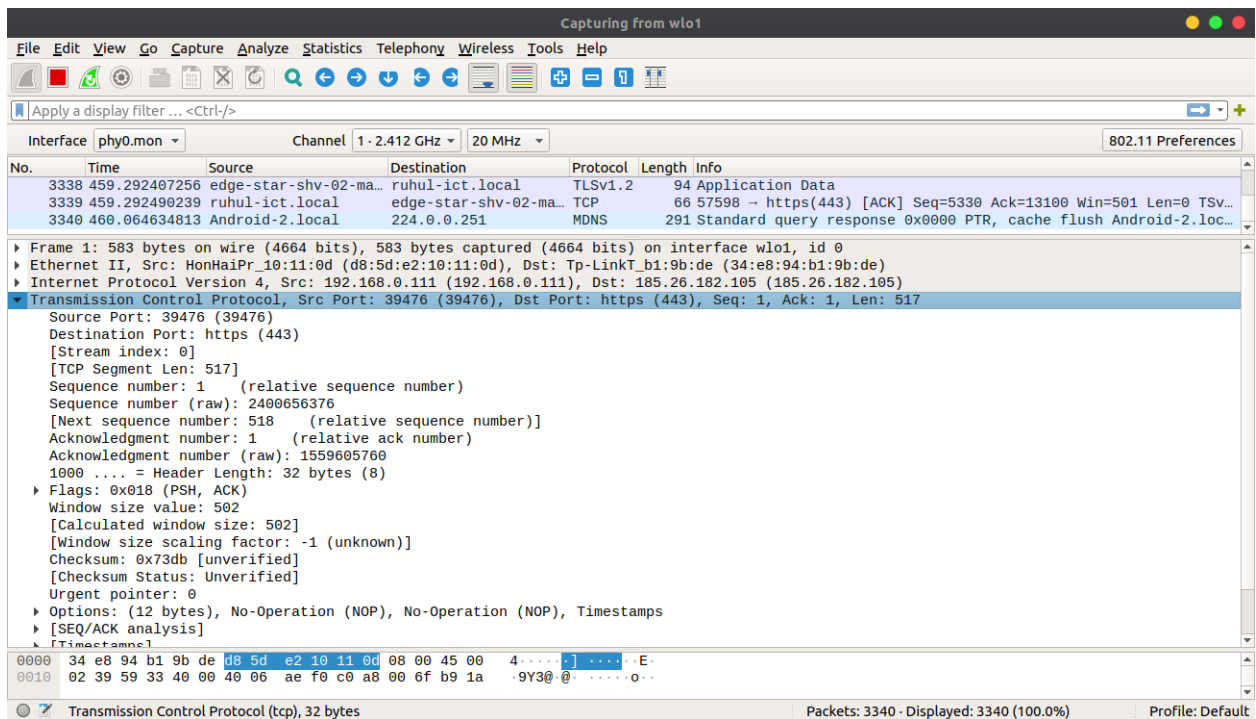 Capturing from wlo1
File Edit View Go Capture Analyze Statistics Telephony Wireless Tools Help
Apply a display filter … <Ctrl-/>
Interface phy0.mon Channel 1 · 2.412 GHz 20 MHz 802.11 Preferences
No. Time Source Destination Protocol Length Info
3338 459.292407256 edge-star-shv-02-ma… ruhul-ict.local TLSv1.2 94 Application Data
3339 459.292490239 ruhul-ict.local edge-star-shv-02-ma… TCP 66 57598 → https(443) [ACK] Seq=5330 Ack=13100 Win=501 Len=0 TSv…
3340 460.064634813 Android-2.local 224.0.0.251 MDNS 291 Standard query response 0x0000 PTR, cache flush Android-2.loc…
Frame 1: 583 bytes on wire (4664 bits), 583 bytes captured (4664 bits) on interface wlo1, id 0
Ethernet II, Src: HonHaiPr_10:11:0d (d8:5d:e2:10:11:0d), Dst: Tp-LinkT_b1:9b:de (34:e8:94:b1:9b:de)
Internet Protocol Version 4, Src: 192.168.0.111 (192.168.0.111), Dst: 185.26.182.105 (185.26.182.105)
Transmission Control Protocol, Src Port: 39476 (39476), Dst Port: https (443), Seq: 1, Ack: 1, Len: 517
Source Port: 39476 (39476)
Destination Port: https (443)
[Stream index: 0]
[TCP Segment Len: 517]
Sequence number: 1 (relative sequence number)
Sequence number (raw): 2400656376
[Next sequence number: 518 (relative sequence number)]
Acknowledgment number: 1 (relative ack number)
Acknowledgment number (raw): 1559605760
1000 .... = Header Length: 32 bytes (8)
Flags: 0x018 (PSH, ACK)
Window size value: 502
[Calculated window size: 502]
[Window size scaling factor: -1 (unknown)]
Checksum: 0x73db [unverified]
[Checksum Status: Unverified]
Urgent pointer: 0
Options: (12 bytes), No-Operation (NOP), No-Operation (NOP), Timestamps
[SEQ/ACK analysis]
[Timestamps]
0000 34 e8 94 b1 9b de d8 5d e2 10 11 0d 08 00 45 00 4······] ······E·
0010 02 39 59 33 40 00 40 06 ae f0 c0 a8 00 6f b9 1a ·9Y3@·@· ·····o··
Transmission Control Protocol (tcp), 32 bytes Packets: 3340 · Displayed: 3340 (100.0%) Profile: Default